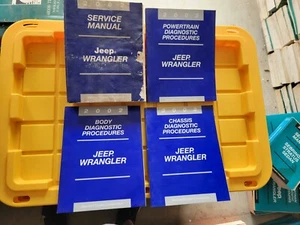 SERVICE
MANUAL
Jeep
WRANGLER
POWERTRAIN
DIAGNOSTIC
PROCEDURES
JEEP
WRANGLER
BODY
DIAGNOSTIC
PROCEDURES
JEEP
WRANGLER
CHASSIS
DIAGNOSTIC
PROCEDURES
JEEP
WRANGLER